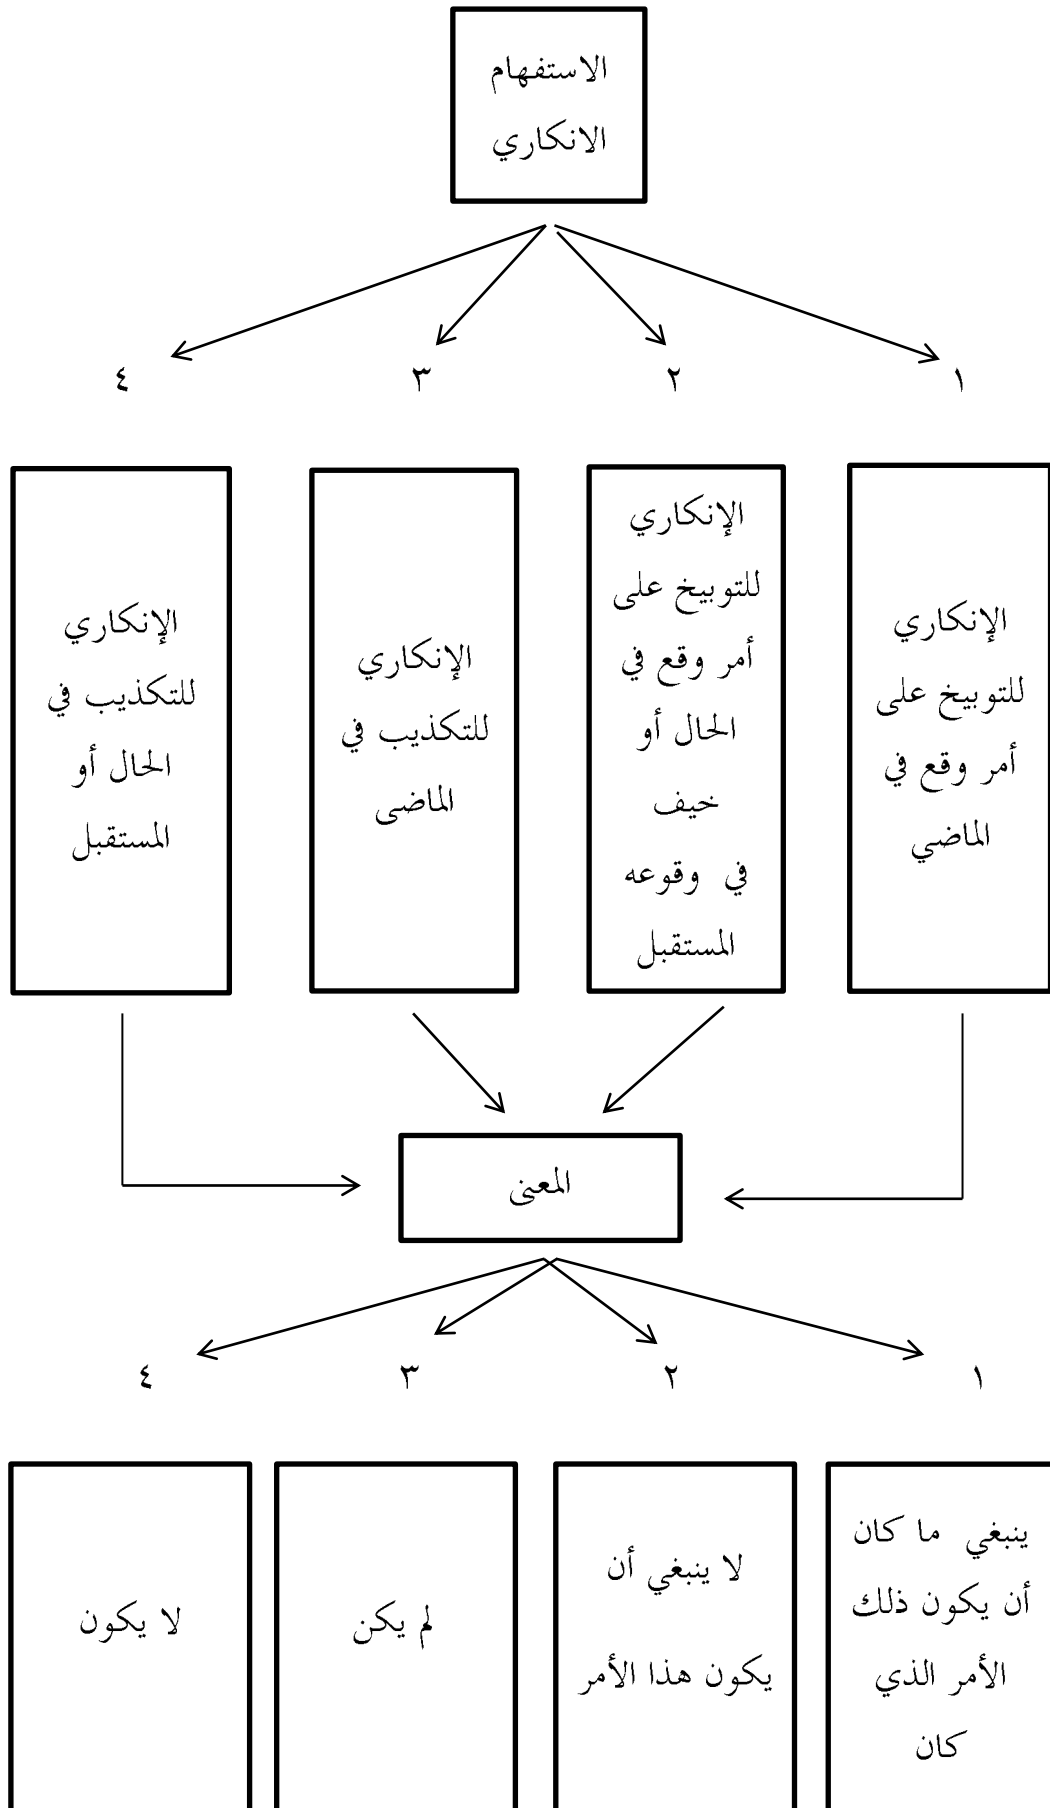 الاستفهام
الانكاري
١
٢
٣
٤
الإنكاري
للتوبيخ على
أمر وقع في
الماضي
الإنكاري
للتوبيخ على
أمر وقع في
الحال أو
خيف
في وقوعه
المستقبل
الإنكاري
للتكذيب في
الماضى
الإنكاري
للتكذيب في
الحال أو
المستقبل
المعنى
١
٢
٣
٤
ينبغي ما كان
أن يكون ذلك
الأمر الذي
كان
لا ينبغي أن
يكون هذا الأمر
لم يكن
لا يكون